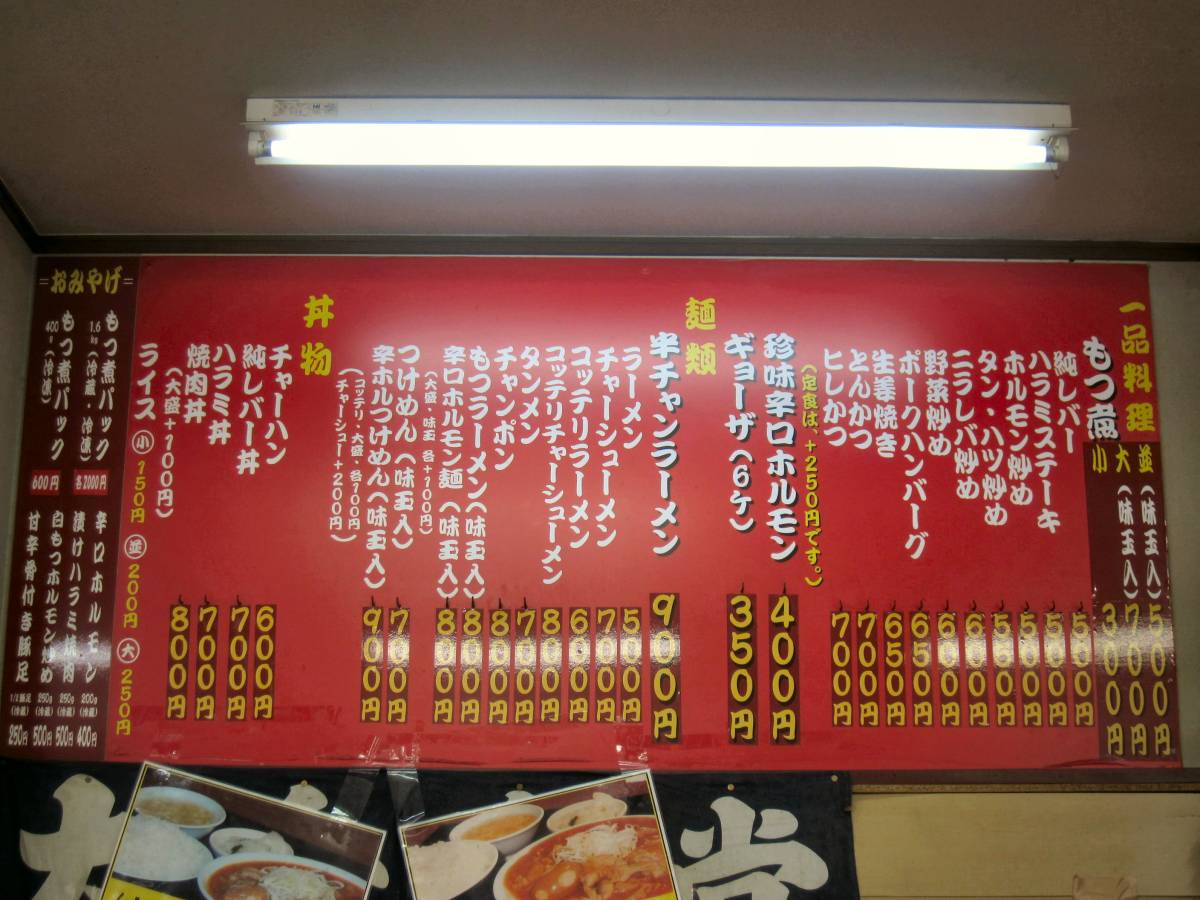 一品料理
もつ煮
並（味玉入）500円
大（味玉入）700円
小 300円
純レバー 550円
ハラミステーキ 550円
ホルモン炒め 550円
タン・ハツ炒め 550円
ニラレバ炒め 600円
野菜炒め 600円
ポークハンバーグ 650円
生姜焼き 650円
とんかつ 700円
ヒレかつ 700円
（定食は、+250円です。）
珍味辛口ホルモン 400円
ギョーザ（6ケ） 350円
麺類
半チャンラーメン 900円
ラーメン 500円
チャーシューメン 700円
コッテリラーメン 600円
コッテリチャーシューメン 800円
タンメン 700円
チャンポン 800円
もつラーメン（味玉入） 800円
辛口ホルモン麺（味玉入） 800円
（大盛・味玉 各+100円）
つけめん（味玉入） 700円
辛ホルつけめん（味玉入） 900円
（コッテリ・大盛・各100円）
（チャーシュー+200円）
丼物
チャーハン 600円
純レバー丼 700円
ハラミ丼 700円
焼肉丼 800円
（大盛+100円）
ライス 小 150円 並 200円 大 250円
=おみやげ=
もつ煮パック 1.6kg（冷蔵・冷凍） 各2000円
もつ煮パック 400g（冷凍） 600円
辛口ホルモン 200g（冷蔵） 400円
漬けハラミ焼肉 250g（冷蔵） 500円
白もつホルモン炒め 250g（冷蔵） 500円
甘辛骨付き豚足 1/2豚足（冷蔵） 250円